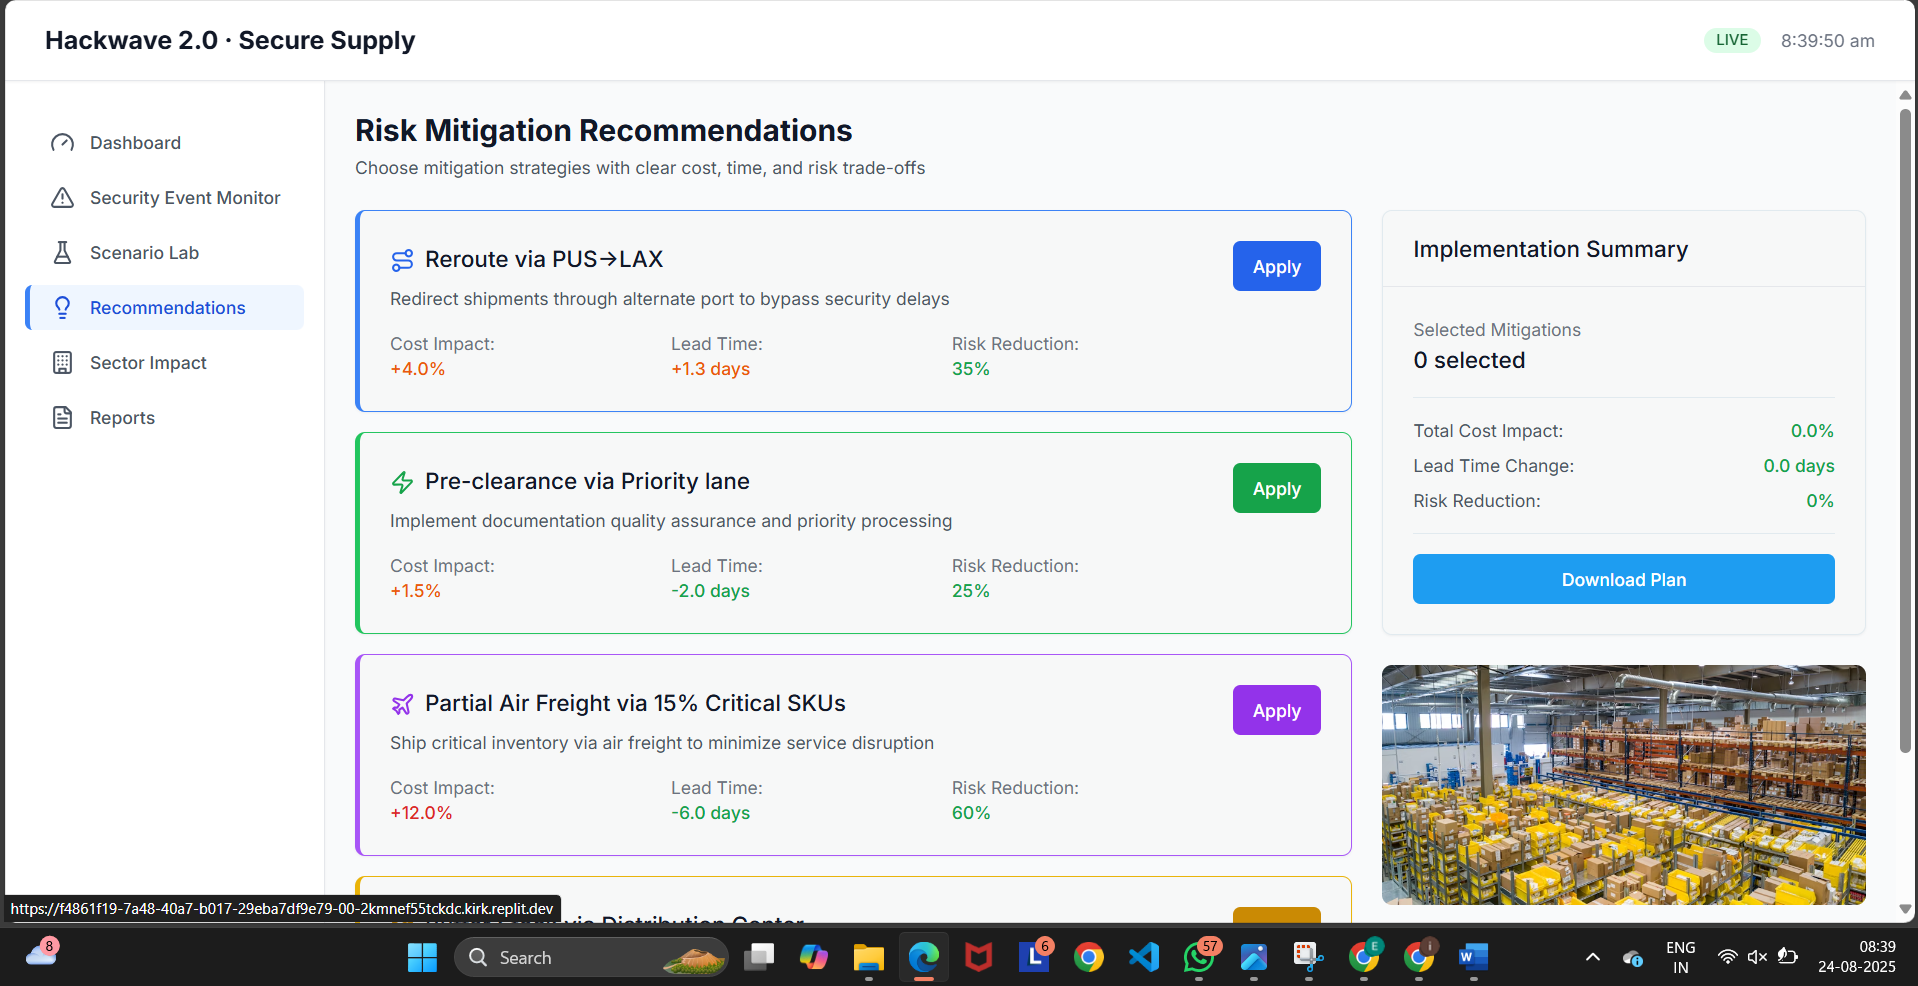 Hackwave 2.0 · Secure Supply
LIVE
8:39:50 am
Dashboard
Security Event Monitor
Scenario Lab
Recommendations
Sector Impact
Reports
Risk Mitigation Recommendations
Choose mitigation strategies with clear cost, time, and risk trade-offs
Reroute via PUS→LAX
Apply
Redirect shipments through alternate port to bypass security delays
Cost Impact: Lead Time: Risk Reduction:
+4.0% +1.3 days 35%
Pre-clearance via Priority lane
Apply
Implement documentation quality assurance and priority processing
Cost Impact: Lead Time: Risk Reduction:
+1.5% -2.0 days 25%
Partial Air Freight via 15% Critical SKUs
Apply
Ship critical inventory via air freight to minimize service disruption
Cost Impact: Lead Time: Risk Reduction:
+12.0% -6.0 days 60%
via Distribution Center
Implementation Summary
Selected Mitigations
0 selected
Total Cost Impact: 0.0%
Lead Time Change: 0.0 days
Risk Reduction: 0%
Download Plan
https://f4861f19-7a48-40a7-b017-29eba7df9e79-00-2kmnef55tckdc.kirk.replit.dev
8
Search
L
6
57
E
i
W
ENG
IN
08:39
24-08-2025